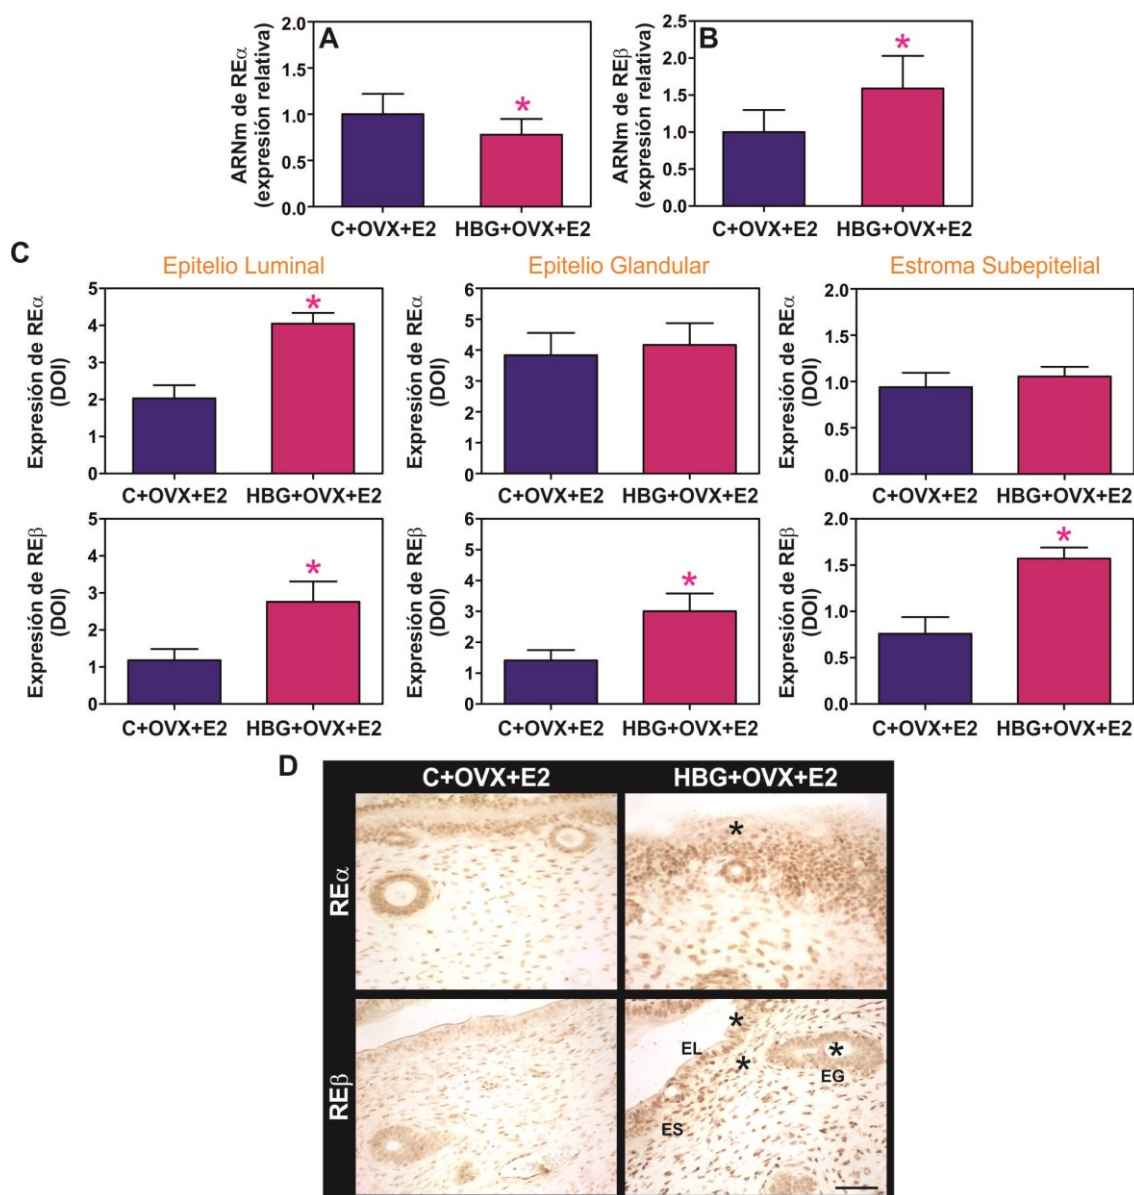 A
ARNm de REα
(expresión relativa)
2.0
1.5
1.0
0.5
0.0
C+OVX+E2 HBG+OVX+E2
B
ARNm de REβ
(expresión relativa)
2.5
2.0
1.5
1.0
0.5
0.0
C+OVX+E2 HBG+OVX+E2
C
Epitelio Luminal
Expresión de REα
(DOI)
5
4
3
2
1
0
*
C+OVX+E2 HBG+OVX+E2
Epitelio Glandular
Expresión de REα
(DOI)
6
5
4
3
2
1
0
C+OVX+E2 HBG+OVX+E2
Estroma Subepitelial
Expresión de REα
(DOI)
2.0
1.5
1.0
0.5
0.0
C+OVX+E2 HBG+OVX+E2
Expresión de REβ
(DOI)
5
4
3
2
1
0
*
C+OVX+E2 HBG+OVX+E2
Expresión de REβ
(DOI)
6
5
4
3
2
1
0
*
C+OVX+E2 HBG+OVX+E2
Expresión de REβ
(DOI)
2.0
1.5
1.0
0.5
0.0
*
C+OVX+E2 HBG+OVX+E2
D
C+OVX+E2 HBG+OVX+E2
REα
*
REβ
*
EL
*
*
EG
ES